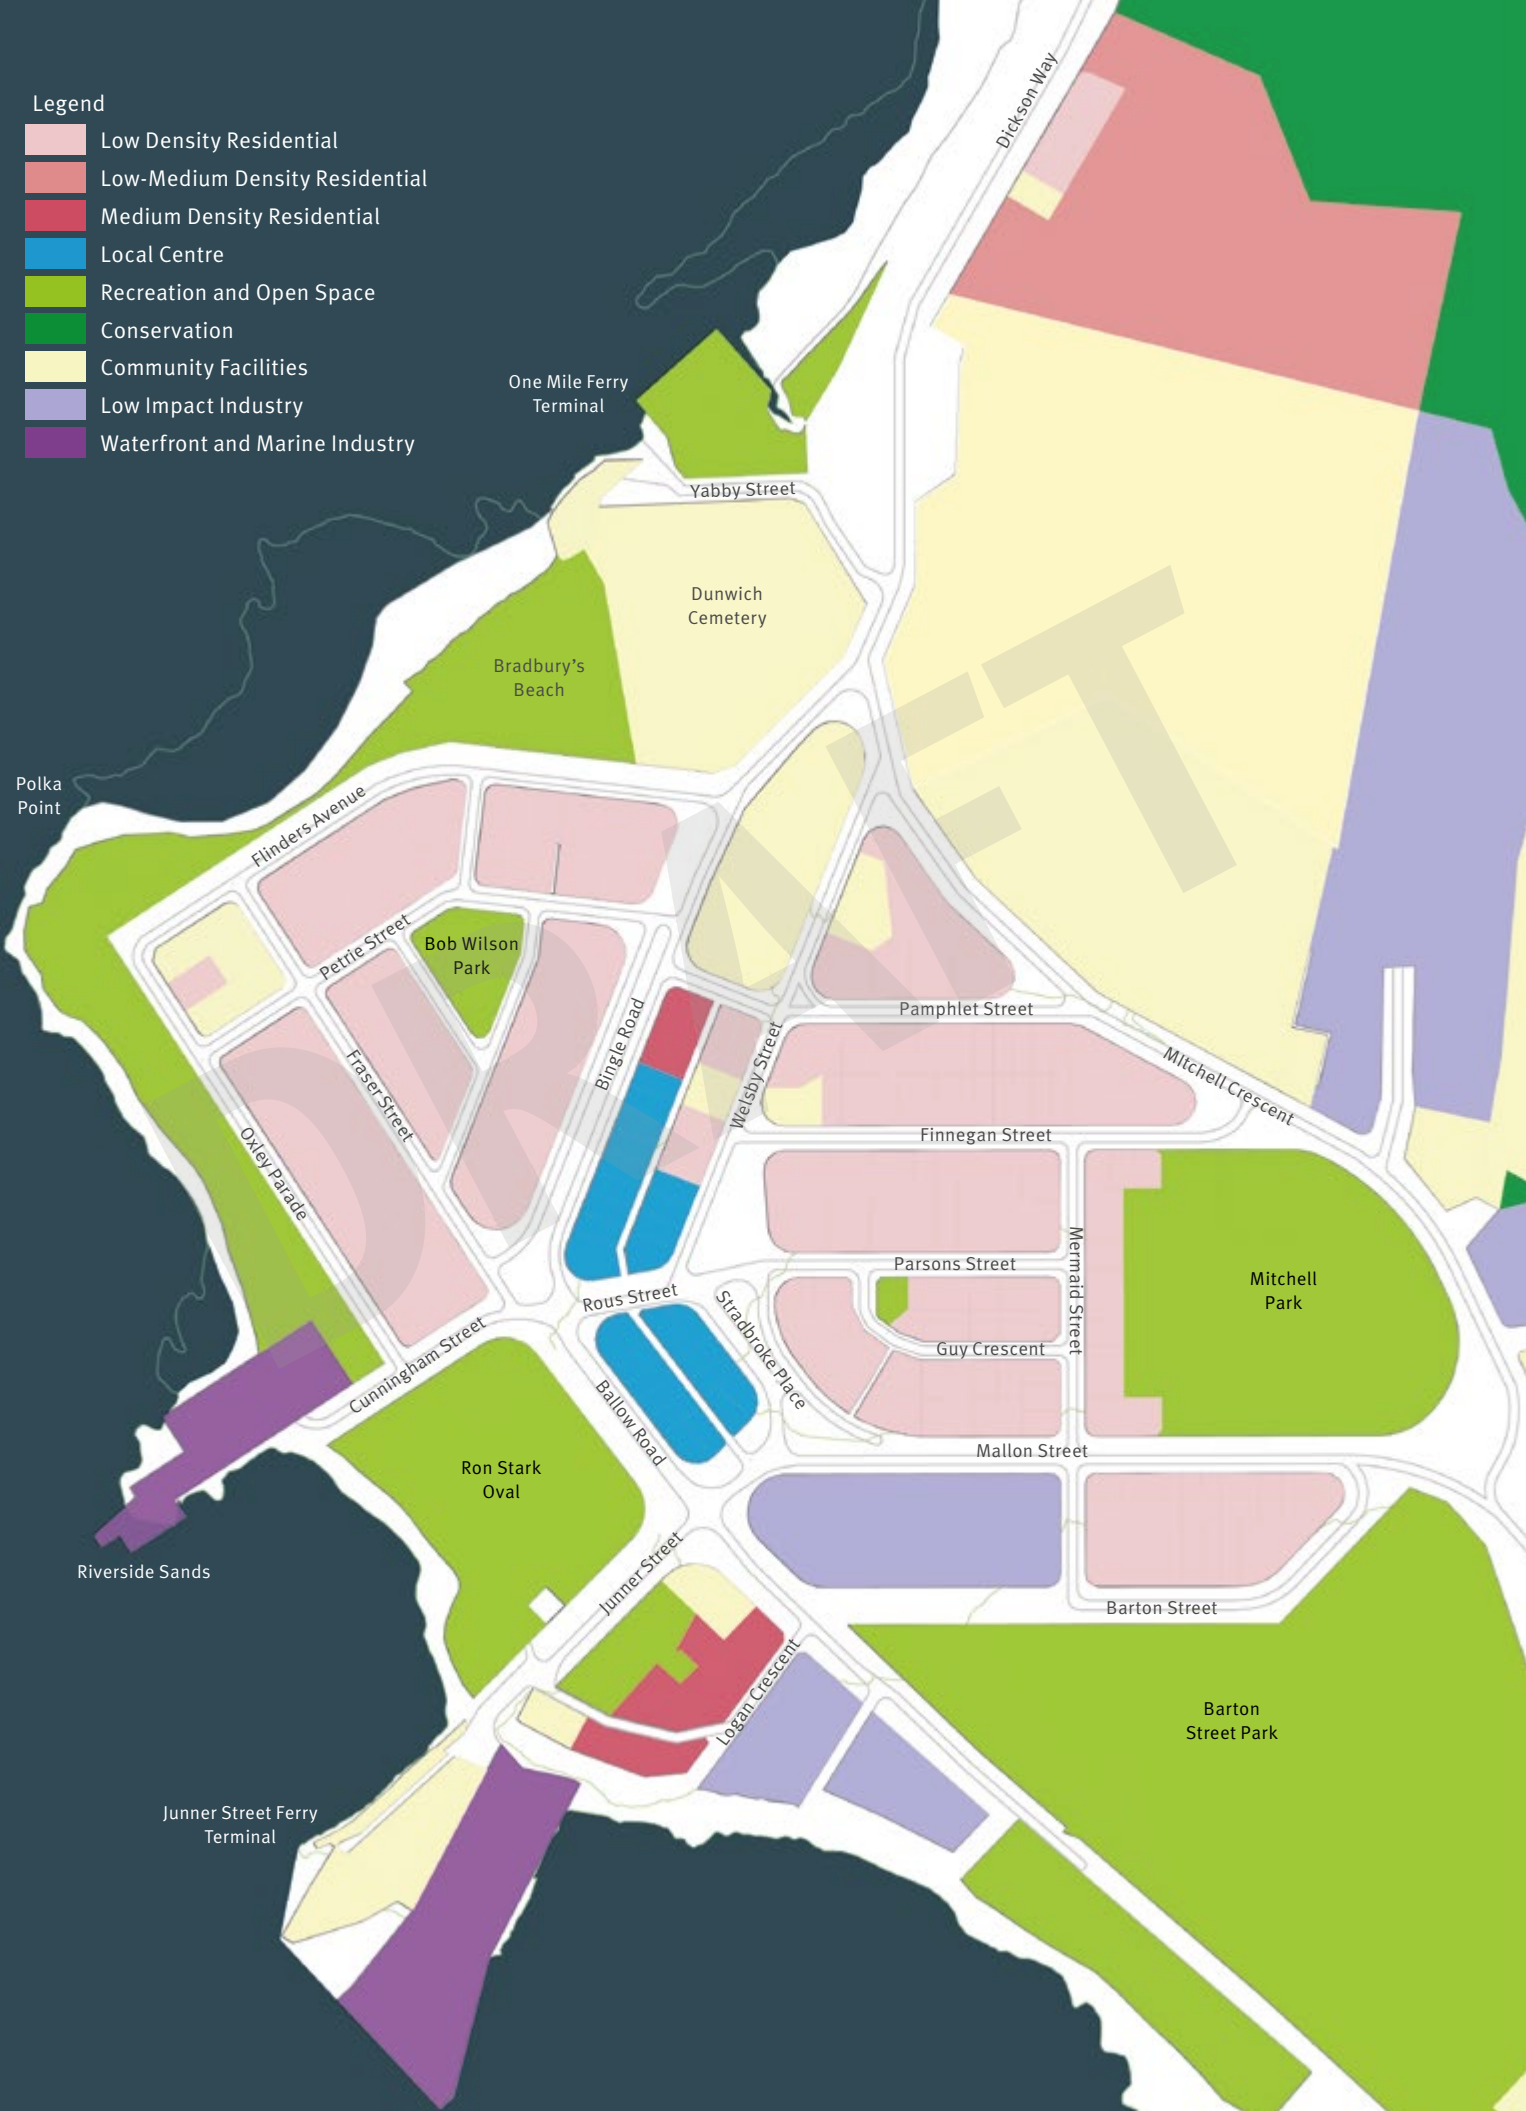 Legend
Low Density Residential
Low-Medium Density Residential
Medium Density Residential
Local Centre
Recreation and Open Space
Conservation
Community Facilities
Low Impact Industry
Waterfront and Marine Industry
Dickson Way
One Mile Ferry
Terminal
Yabby Street
Dunwich
Cemetery
Bradbury's
Beach
Polka
Point
Flinders Avenue
Petrie Street
Bob Wilson
Park
Fraser Street
Bingle Road
Welsby Street
Pamphlet Street
MItchell Crescent
Finnegan Street
Oxley Parade
Parsons Street
Mermaid Street
Mitchell
Park
Rous Street
Stradbroke Place
Guy Crescent
Cunningham Street
Ballow Road
Mallon Street
Ron Stark
Oval
Riverside Sands
Junner Street
Barton Street
Logan Crescent
Barton
Street Park
Junner Street Ferry
Terminal
DRAFT